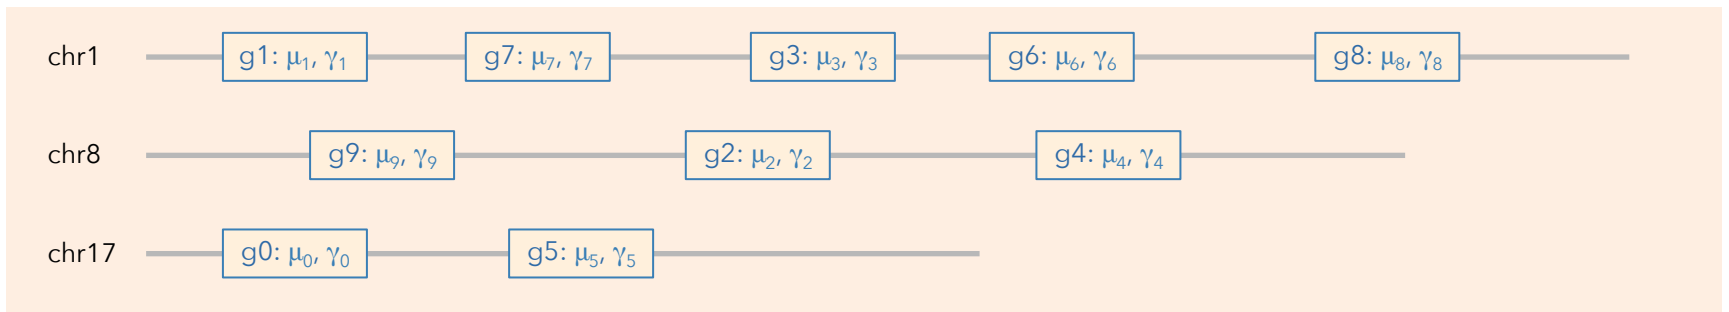 chr1 g1: μ₁, γ₁ g7: μ₇, γ₇ g3: μ₃, γ₃ g6: μ₆, γ₆ g8: μ₈, γ₈
chr8 g9: μ₉, γ₉ g2: μ₂, γ₂ g4: μ₄, γ₄
chr17 g0: μ₀, γ₀ g5: μ₅, γ₅